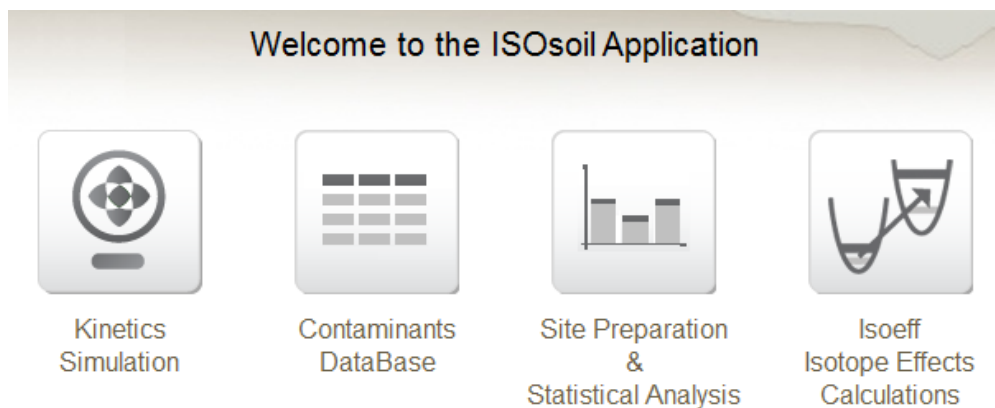 Welcome to the ISOsoil Application
Kinetics
Simulation
Contaminants
DataBase
Site Preparation
&
Statistical Analysis
Isoeff
Isotope Effects
Calculations